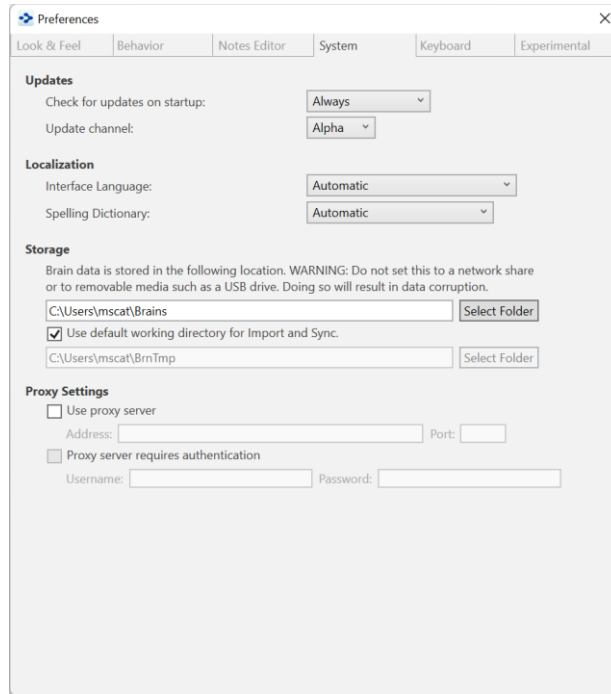 Preferences
Look & Feel Behavior Notes Editor System Keyboard Experimental
Updates
Check for updates on startup: Always
Update channel: Alpha
Localization
Interface Language: Automatic
Spelling Dictionary: Automatic
Storage
Brain data is stored in the following location. WARNING: Do not set this to a network share
or to removable media such as a USB drive. Doing so will result in data corruption.
C:\Users\mscat\Brains Select Folder
Use default working directory for Import and Sync.
C:\Users\mscat\BrnTmp Select Folder
Proxy Settings
Use proxy server
Address: Port:
Proxy server requires authentication
Username: Password: